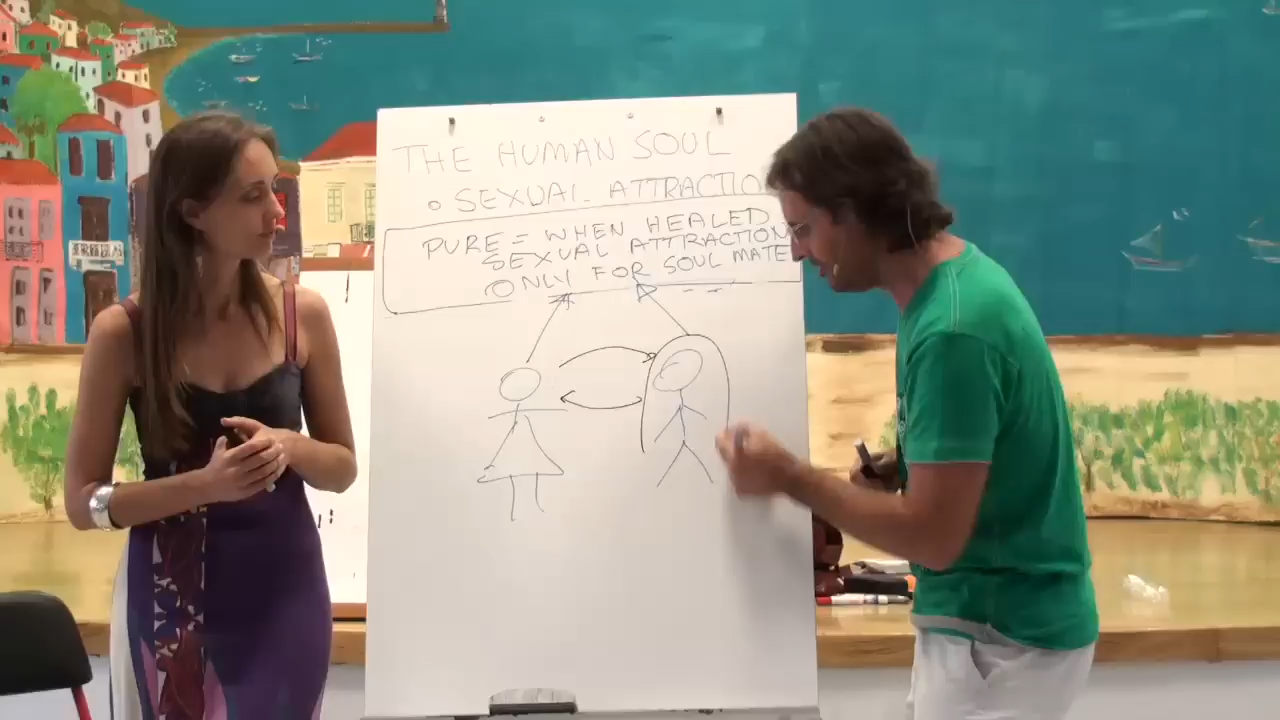 THE HUMAN SOUL
o SEXUAL ATTRACTIO
PURE = WHEN HEALED
SEXUAL ATTRACTION
ONLY FOR SOUL MATE